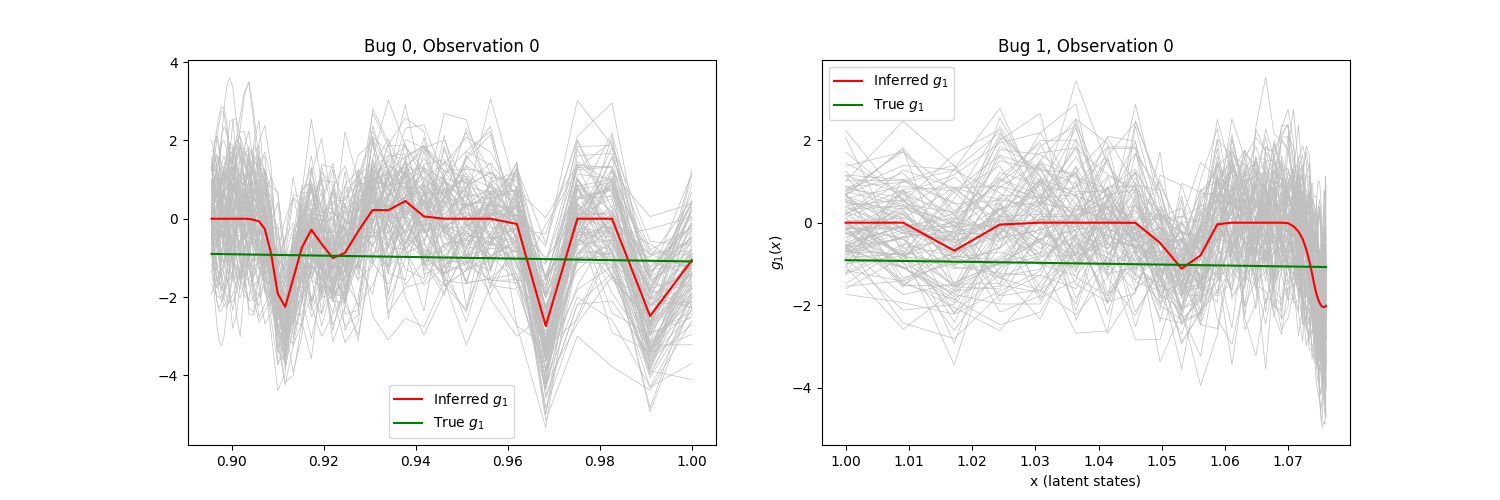 Bug 0, Observation 0
4
2
0
−2
−4
Inferred g₁
True g₁
0.90 0.92 0.94 0.96 0.98 1.00
Bug 1, Observation 0
Inferred g₁
True g₁
g₁(x)
2
0
−2
−4
1.00 1.01 1.02 1.03 1.04 1.05 1.06 1.07
x (latent states)